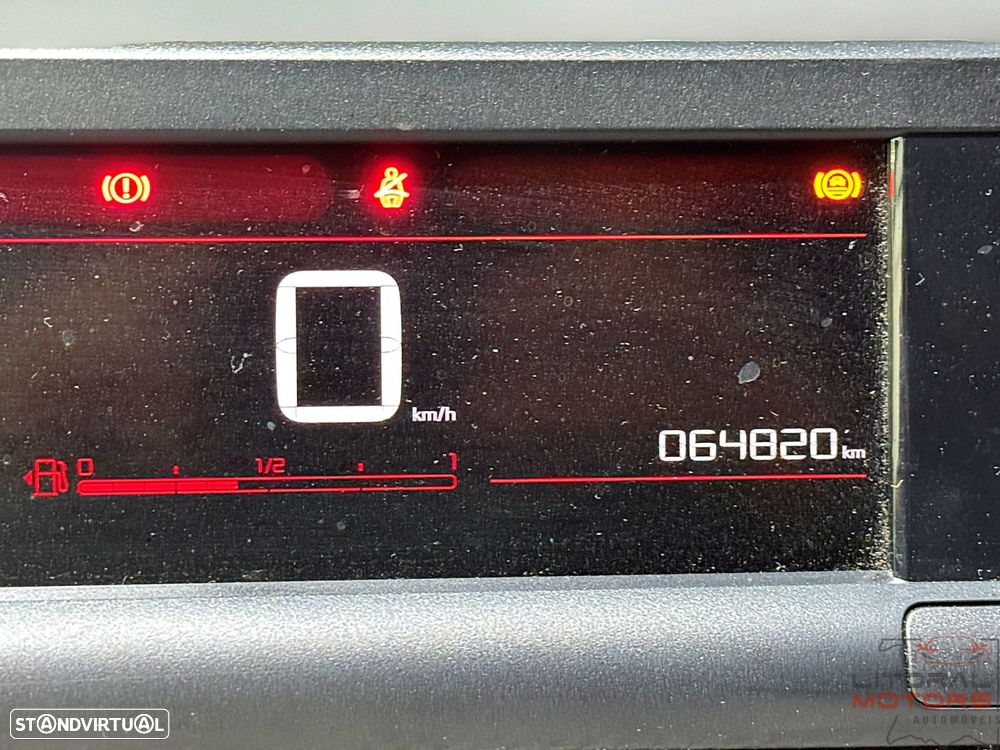 0
km/h
064820 km
0 1/2 1
LITORAL
MOTORS
AUTOMÓVEIS
STANDVIRTUAL